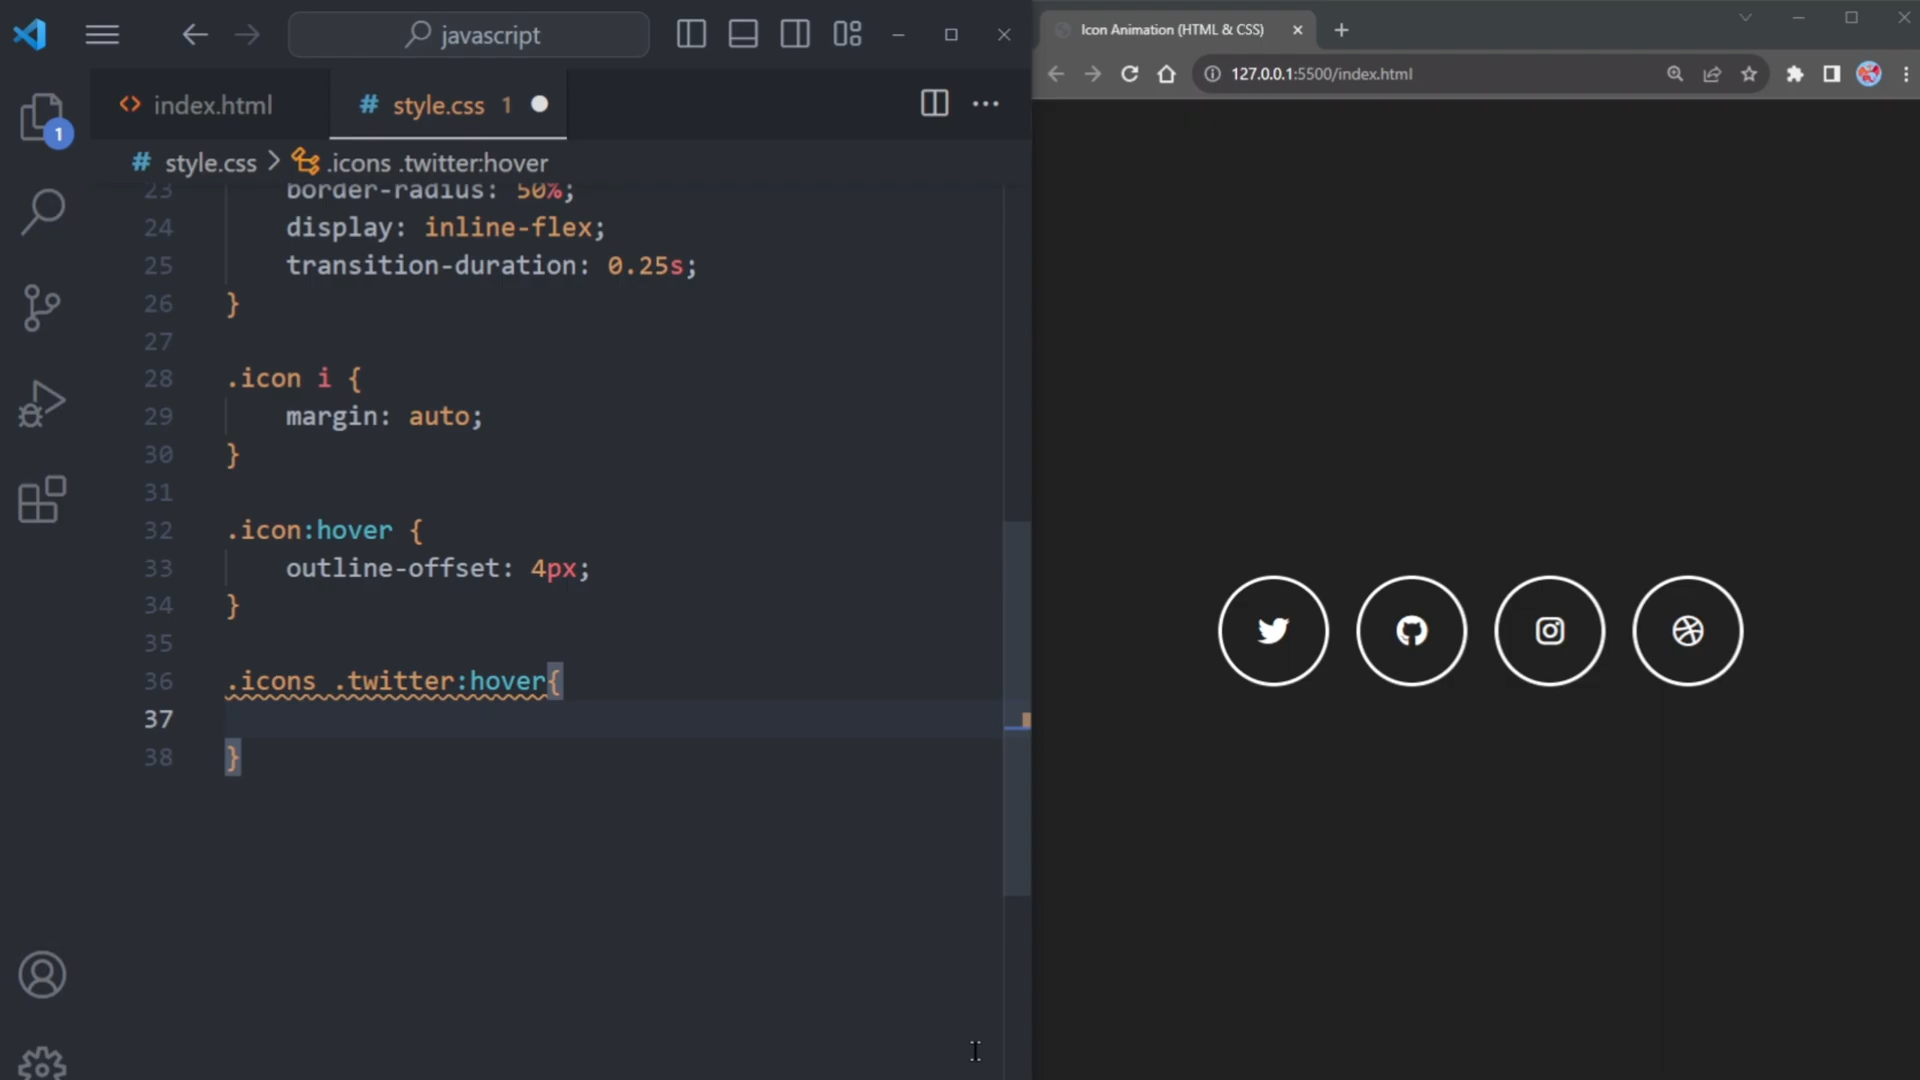 javascript
Icon Animation (HTML & CSS)
127.0.0.1:5500/index.html
1
<> index.html
# style.css 1
# style.css > .icons .twitter:hover
23 border-radius: 50%;
24 display: inline-flex;
25 transition-duration: 0.25s;
26 }
27
28 .icon i {
29 margin: auto;
30 }
31
32 .icon:hover {
33 outline-offset: 4px;
34 }
35
36 .icons .twitter:hover{
37
38 }